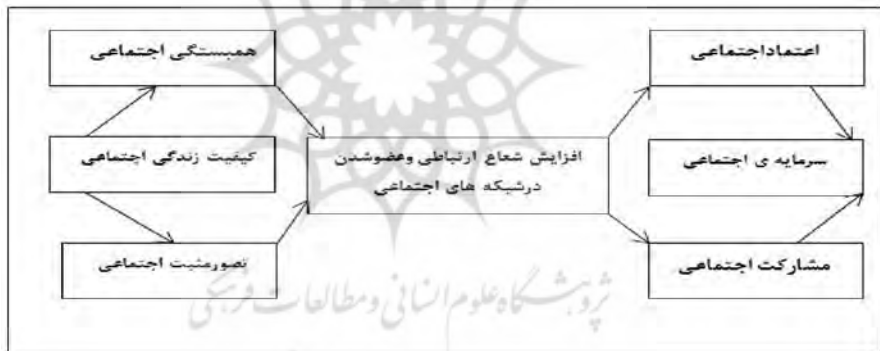 اعتماداجتماعی
همبستگی اجتماعی
افزایش شعاع ارتباطی وعضوشدن
درشبکه های اجتماعی
سرمایه ی اجتماعی
کیفیت زندگی اجتماعی
مشارکت اجتماعی
تصورمثبت اجتماعی
پژوهشگاه علوم انسانی و مطالعات فرهنگی